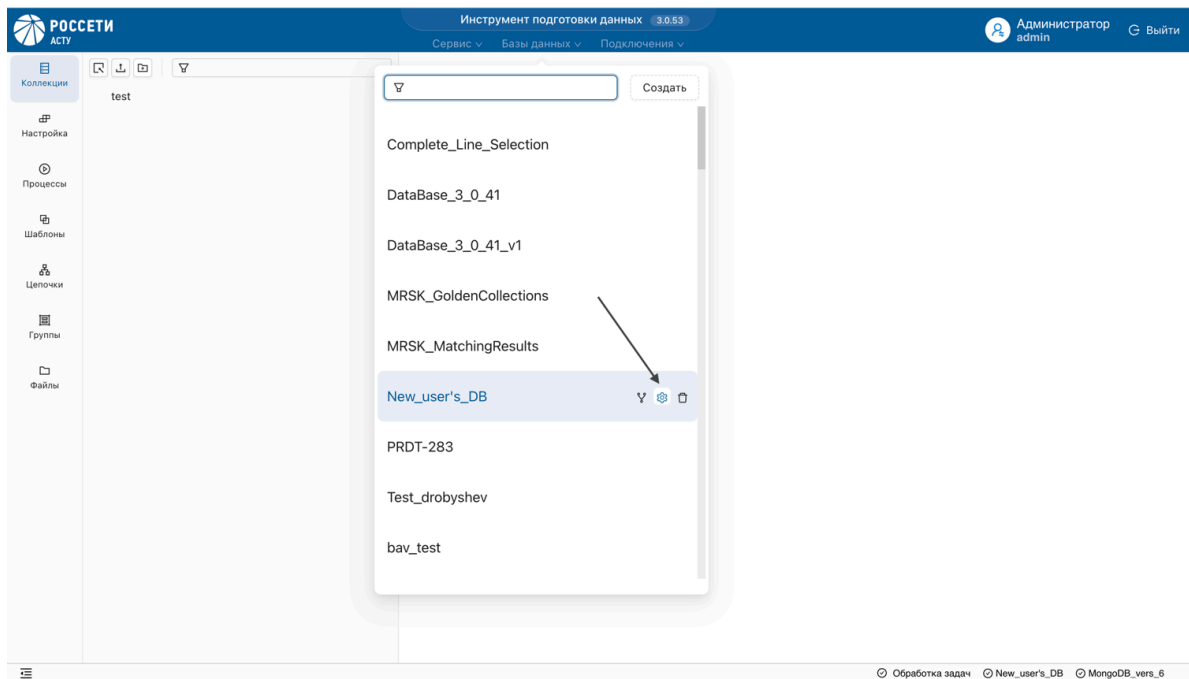 РОССЕТИ
АСТУ
Инструмент подготовки данных 3.0.53
Сервис Базы данных Подключения
Администратор
admin
Выйти
Коллекции
Настройка
Процессы
Шаблоны
Цепочки
Группы
Файлы
test
Создать
Complete_Line_Selection
DataBase_3_0_41
DataBase_3_0_41_v1
MRSK_GoldenCollections
MRSK_MatchingResults
New_user's_DB
PRDT-283
Test_drobyshev
bav_test
Обработка задач New_user's_DB MongoDB_vers_6